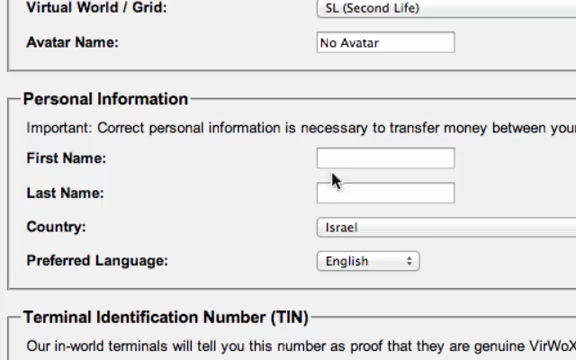 Virtual World / Grid: SL (Second Life)
Avatar Name: No Avatar
Personal Information
Important: Correct personal information is necessary to transfer money between your
First Name:
Last Name:
Country: Israel
Preferred Language: English
Terminal Identification Number (TIN)
Our in-world terminals will tell you this number as proof that they are genuine VirWoX